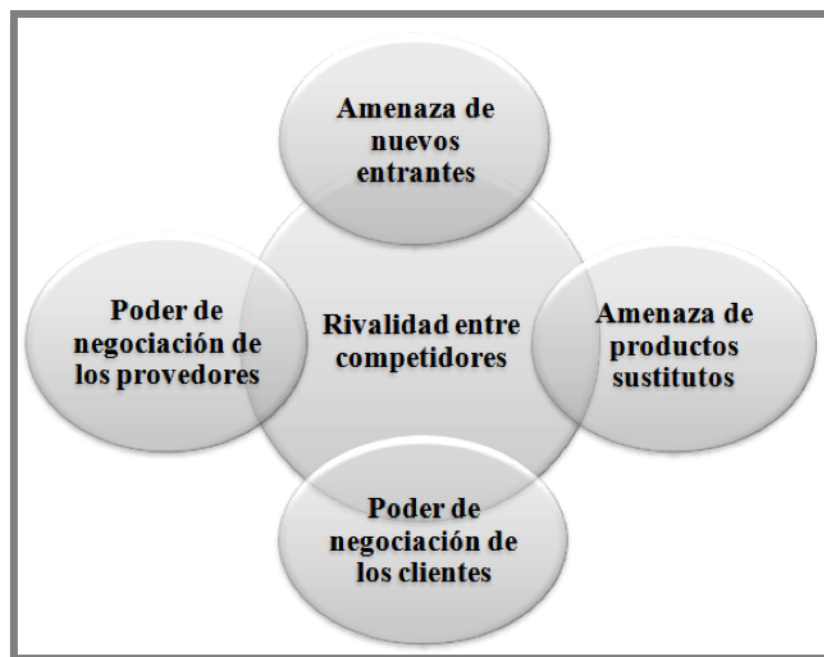 Amenaza de
nuevos
entrantes
Poder de
negociación de
los provedores
Rivalidad entre
competidores
Amenaza de
productos
sustitutos
Poder de
negociación de
los clientes